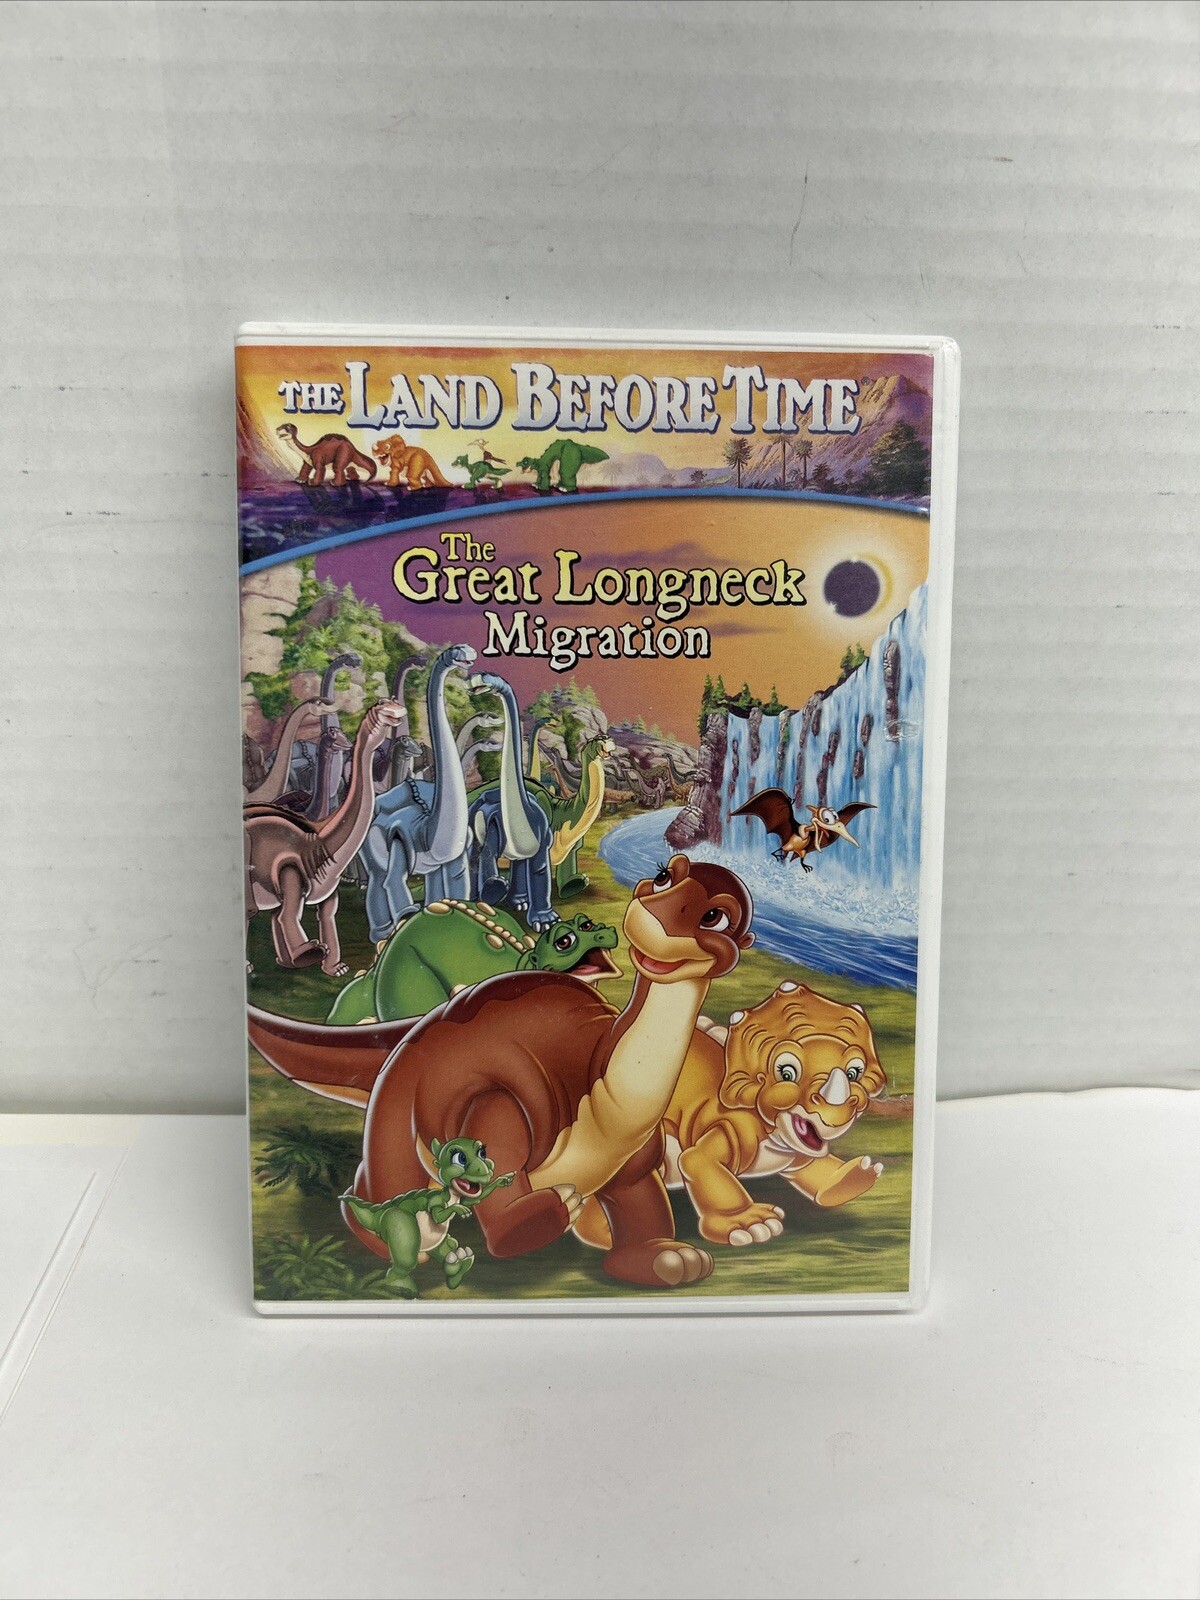 THE LAND BEFORE TIME®
The
Great Longneck
Migration